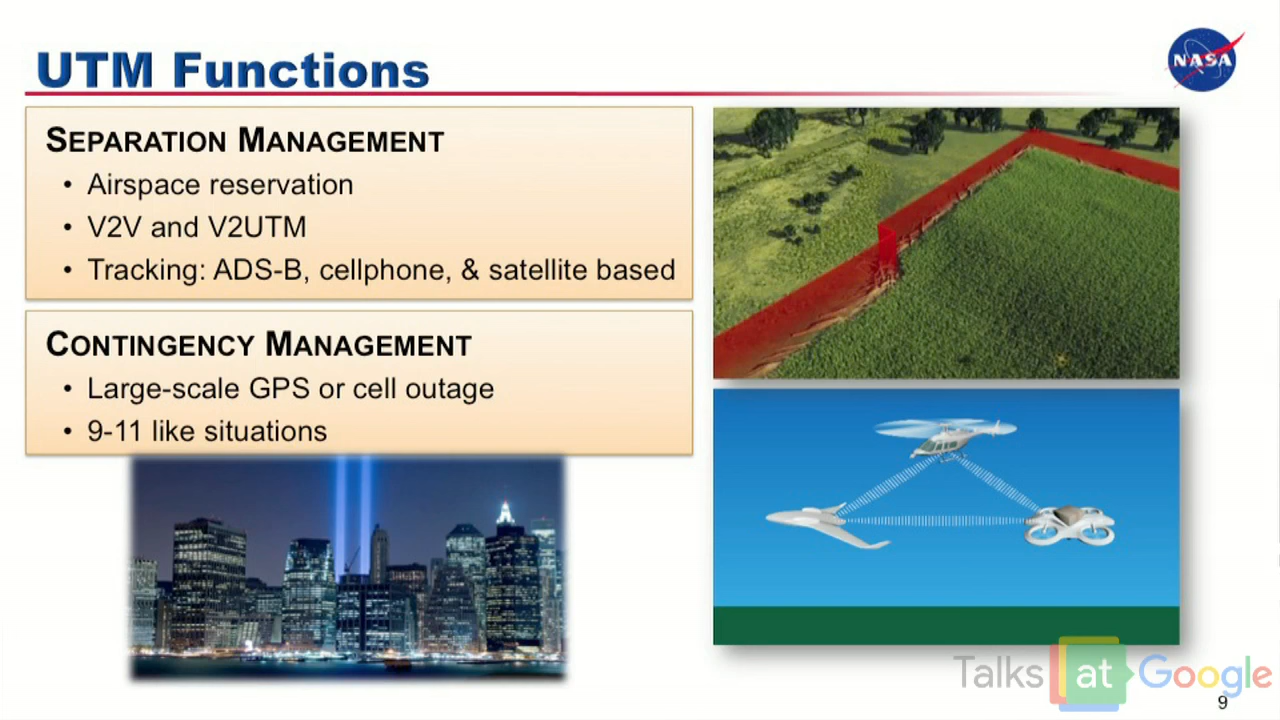 UTM Functions
NASA
SEPARATION MANAGEMENT
• Airspace reservation
• V2V and V2UTM
• Tracking: ADS-B, cellphone, & satellite based
CONTINGENCY MANAGEMENT
• Large-scale GPS or cell outage
• 9-11 like situations
Talks at Google
9